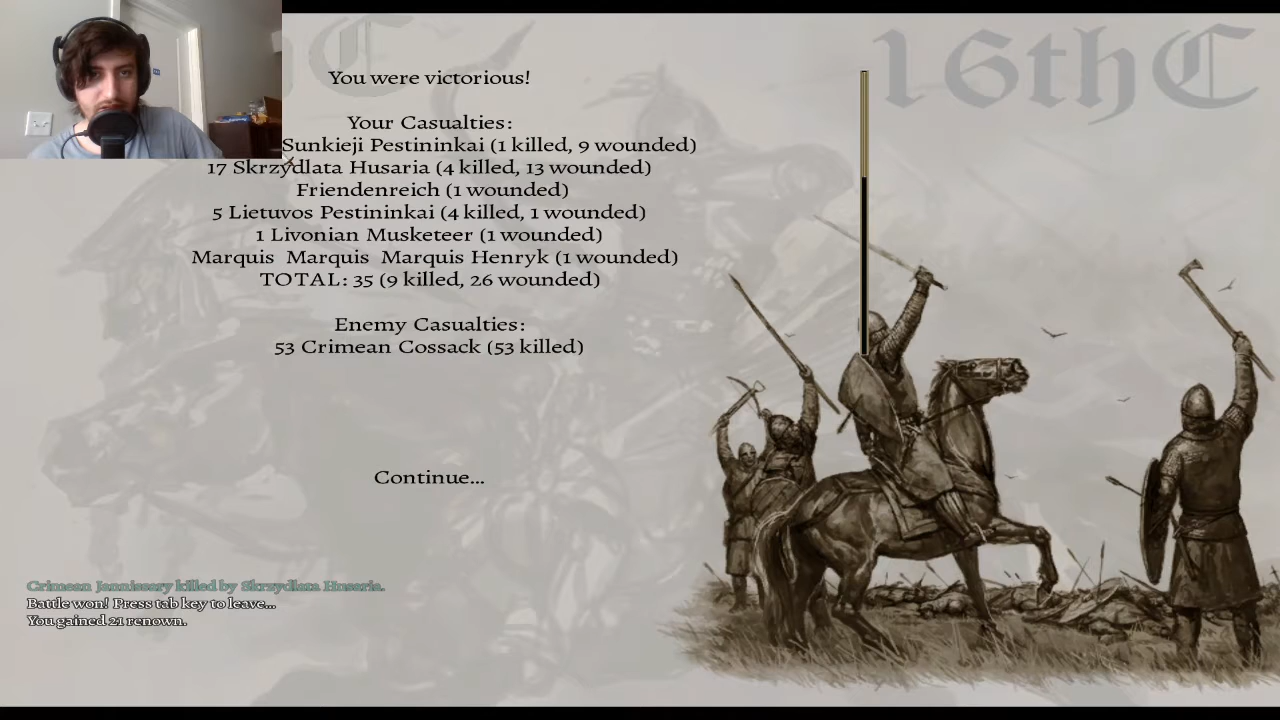 16thC
You were victorious!
Your Casualties:
Sunkieji Pestininkai (1 killed, 9 wounded)
17 Skrzydlata Husaria (4 killed, 13 wounded)
Friendenreich (1 wounded)
5 Lietuvos Pestininkai (4 killed, 1 wounded)
1 Livonian Musketeer (1 wounded)
Marquis Marquis Marquis Henryk (1 wounded)
TOTAL: 35 (9 killed, 26 wounded)
Enemy Casualties:
53 Crimean Cossack (53 killed)
Continue...
Crimean Jannissary killed by Skrzydlata Husaria.
Battle won! Press tab key to leave...
You gained 21 renown.